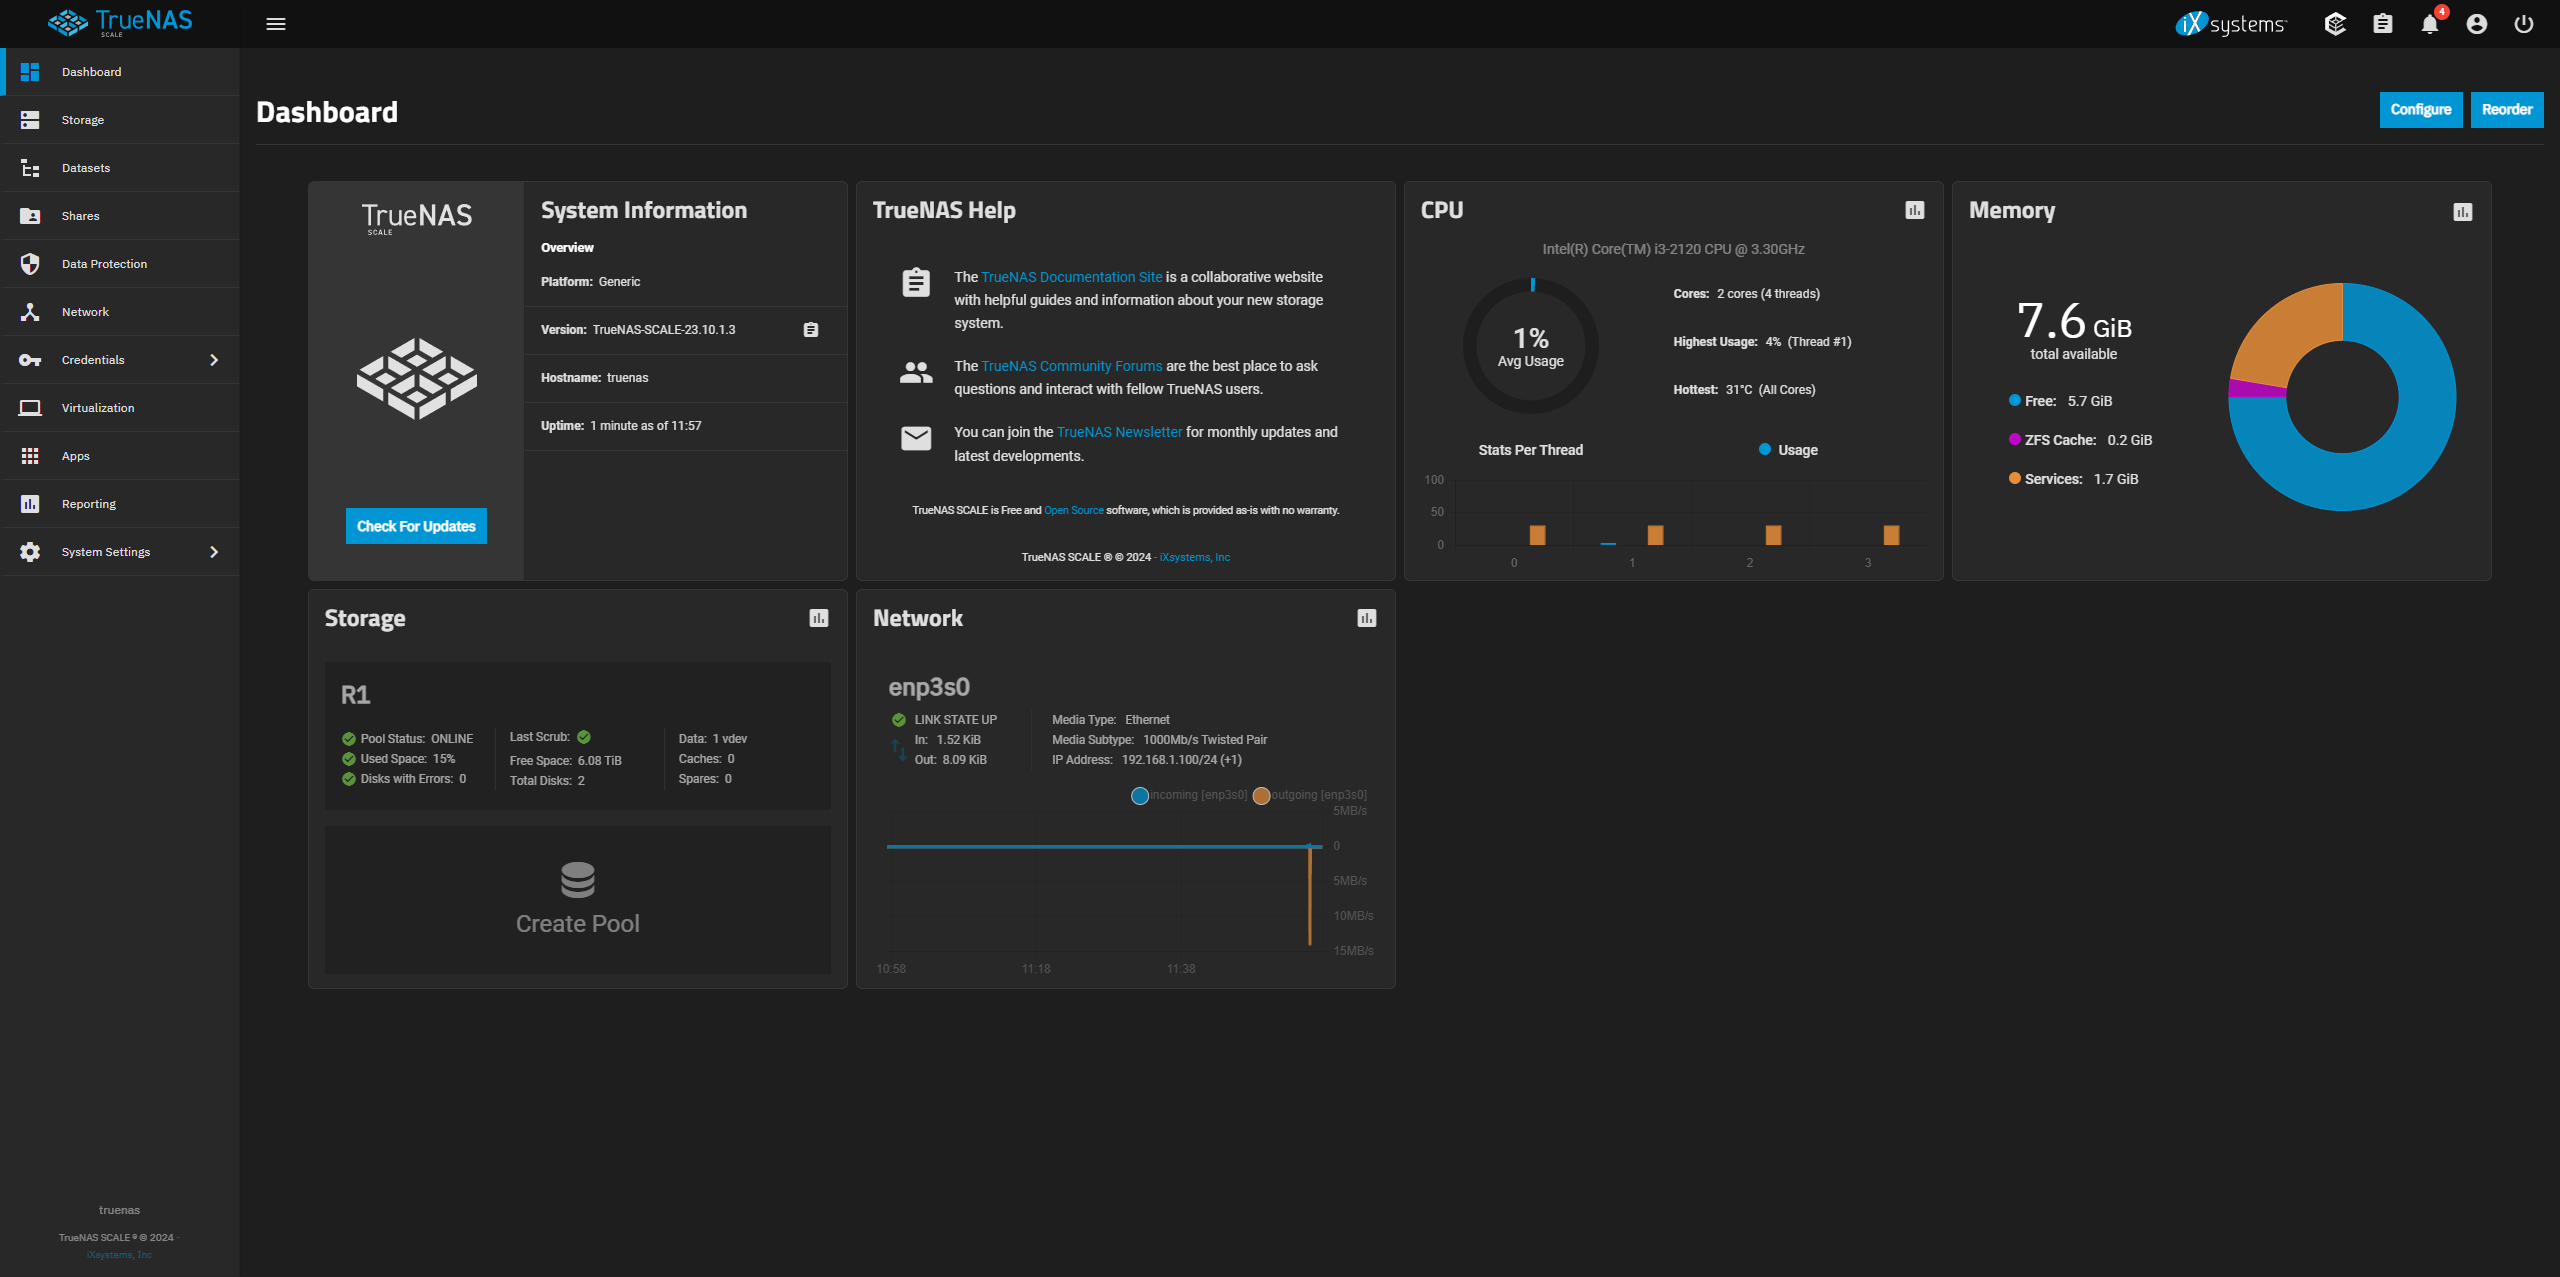 TrueNAS
SCALE
iXsystems
4
Dashboard
Storage
Datasets
Shares
Data Protection
Network
Credentials
Virtualization
Apps
Reporting
System Settings
truenas
TrueNAS SCALE ® © 2024 -
iXsystems, Inc
Dashboard
Configure
Reorder
TrueNAS
SCALE
Check For Updates
System Information
Overview
Platform: Generic
Version: TrueNAS-SCALE-23.10.1.3
Hostname: truenas
Uptime: 1 minute as of 11:57
TrueNAS Help
The TrueNAS Documentation Site is a collaborative website
with helpful guides and information about your new storage
system.
The TrueNAS Community Forums are the best place to ask
questions and interact with fellow TrueNAS users.
You can join the TrueNAS Newsletter for monthly updates and
latest developments.
TrueNAS SCALE is Free and Open Source software, which is provided as-is with no warranty.
TrueNAS SCALE ® © 2024 - iXsystems, Inc
CPU
Intel(R) Core(TM) i3-2120 CPU @ 3.30GHz
1%
Avg Usage
Cores: 2 cores (4 threads)
Highest Usage: 4% (Thread #1)
Hottest: 31°C (All Cores)
Stats Per Thread
Usage
100
50
0
0 1 2 3
Memory
7.6 GiB
total available
Free: 5.7 GiB
ZFS Cache: 0.2 GiB
Services: 1.7 GiB
Storage
R1
Pool Status: ONLINE
Used Space: 15%
Disks with Errors: 0
Last Scrub:
Free Space: 6.08 TiB
Total Disks: 2
Data: 1 vdev
Caches: 0
Spares: 0
Create Pool
Network
enp3s0
LINK STATE UP
In: 1.52 KiB
Out: 8.09 KiB
Media Type: Ethernet
Media Subtype: 1000Mb/s Twisted Pair
IP Address: 192.168.1.100/24 (+1)
incoming [enp3s0] outgoing [enp3s0]
5MB/s
0
5MB/s
10MB/s
15MB/s
10:58 11:18 11:38